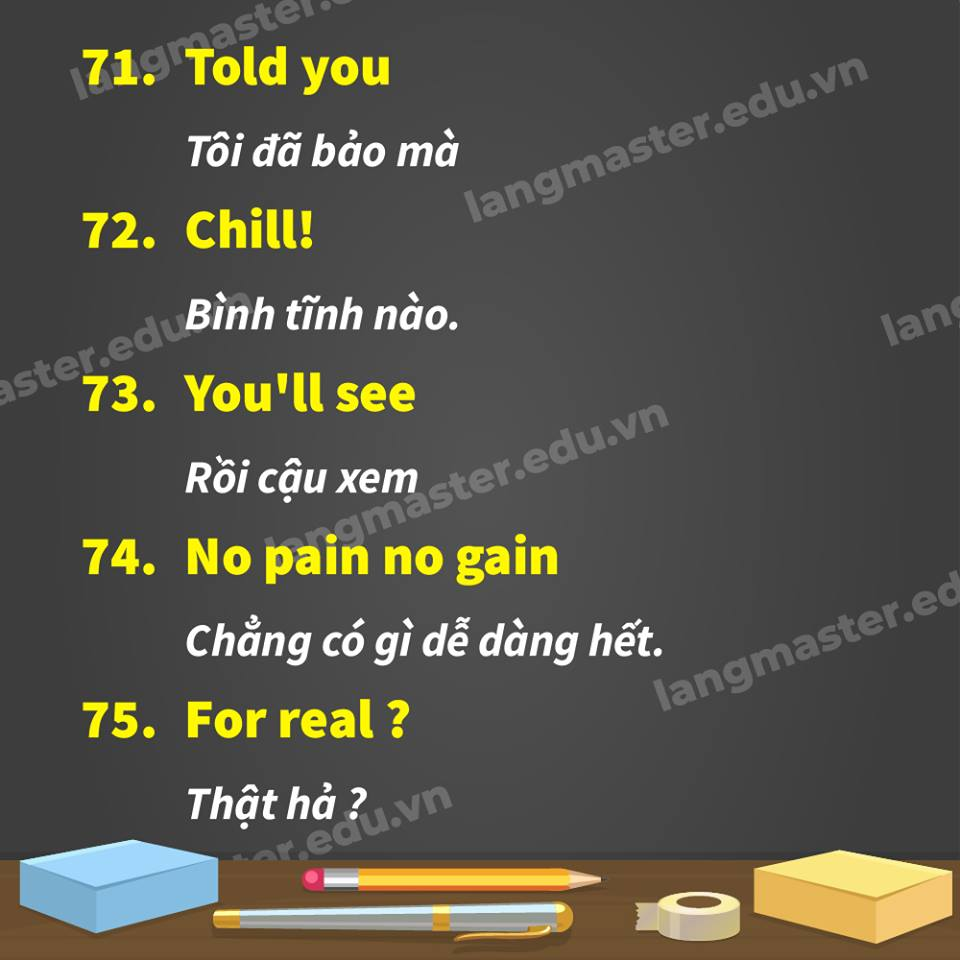 71. Told you
Tôi đã bảo mà
72. Chill!
Bình tĩnh nào.
73. You'll see
Rồi cậu xem
74. No pain no gain
Chẳng có gì dễ dàng hết.
75. For real ?
Thật hả ?
langmaster.edu.vn
langmaster.edu.vn
langmaster.edu.vn
langmaster.edu.vn